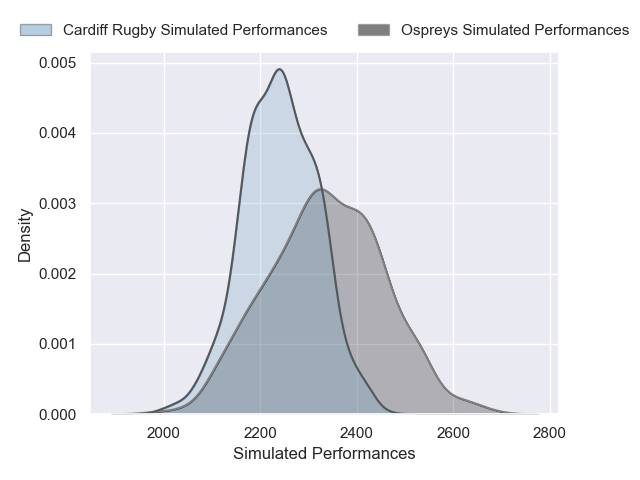 Cardiff Rugby Simulated Performances Ospreys Simulated Performances
0.005
0.004
0.003
0.002
0.001
0.000
Density
2000 2200 2400 2600 2800
Simulated Performances